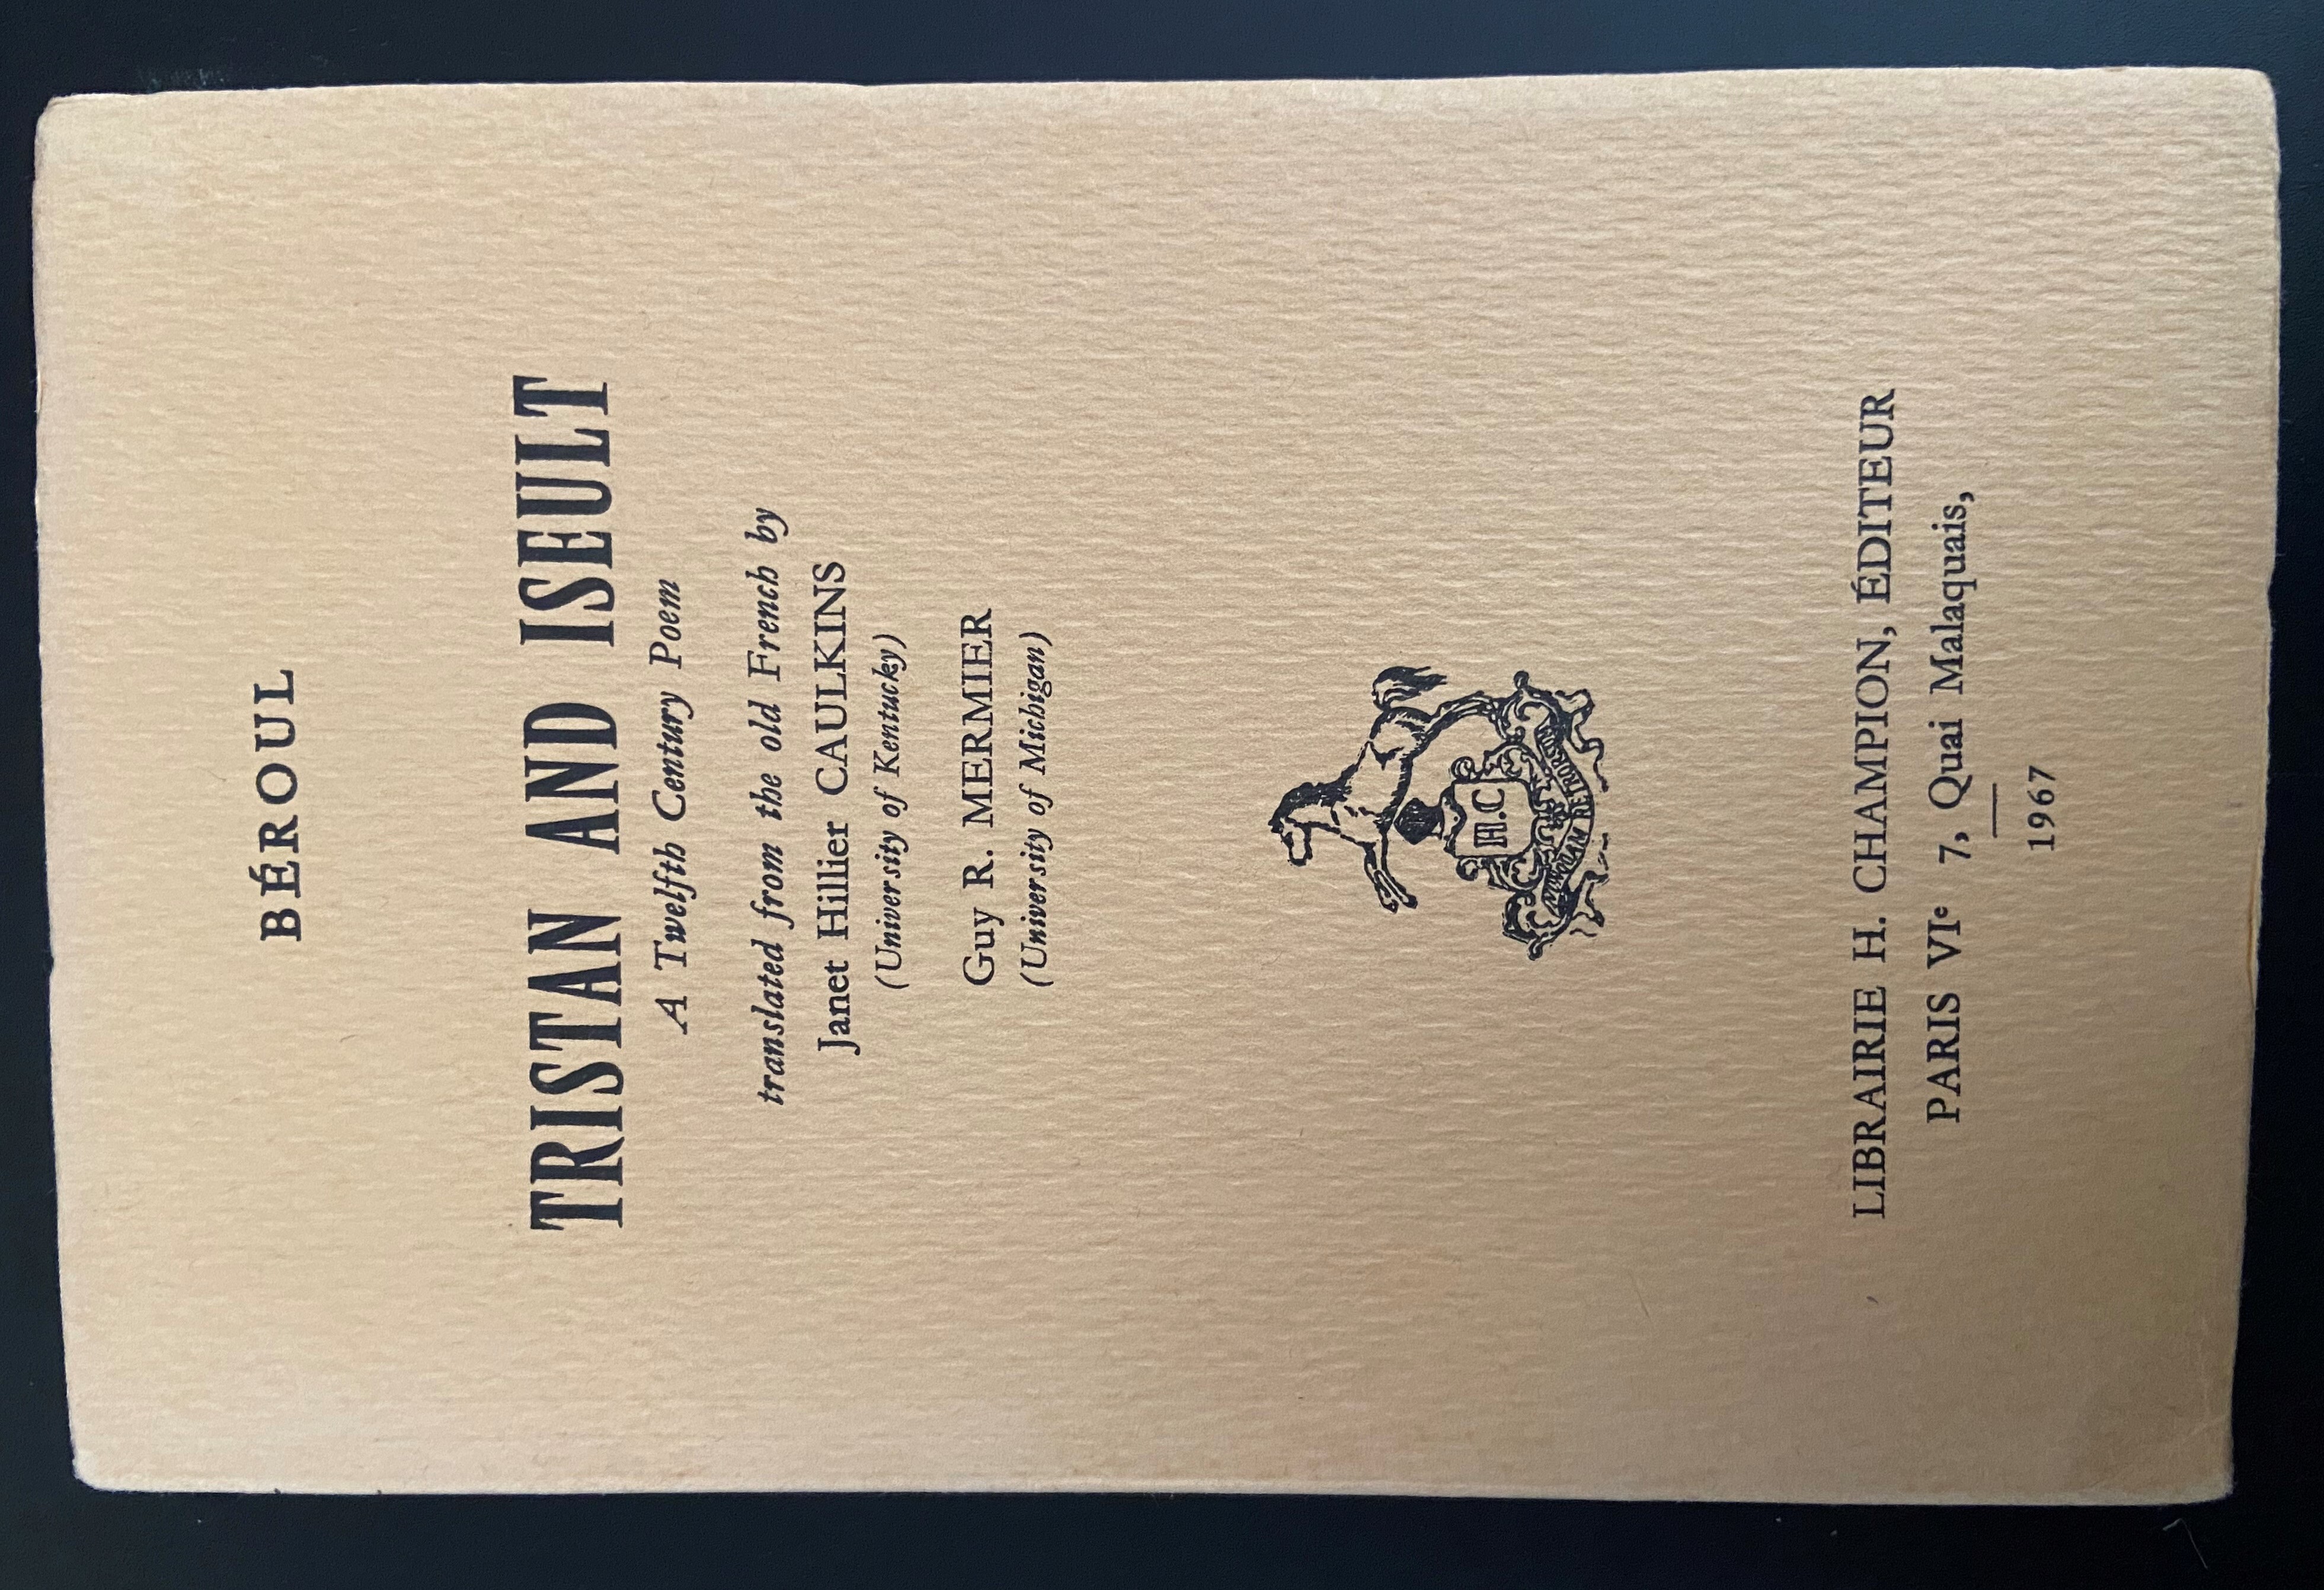 BÉROUL
TRISTAN AND ISEULT
A Twelfth Century Poem
translated from the old French by
Janet Hillier CAULKINS
(University of Kentucky)
Guy R. MERMIER
(University of Michigan)
H.C
RETRORSUM
LIBRAIRIE H. CHAMPION, ÉDITEUR
PARIS VIᵉ 7, Quai Malaquais,
1967